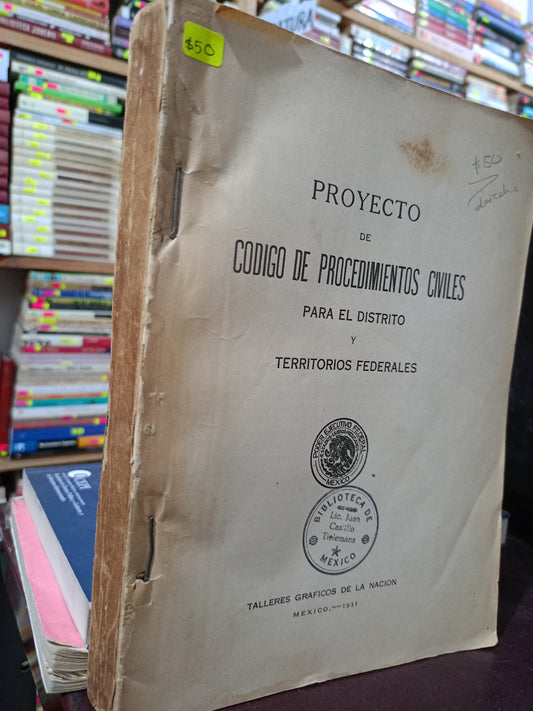 $50
TURA
$50
PROYECTO
DE
CODIGO DE PROCEDIMIENTOS CIVILES
PARA EL DISTRITO
Y
TERRITORIOS FEDERALES
PODER EJECUTIVO FEDERAL
MEXICO
BIBLIOTECA DE
Lic. Juan
Castillo
Tielemans
MEXICO
TALLERES GRAFICOS DE LA NACION
MEXICO.—1931